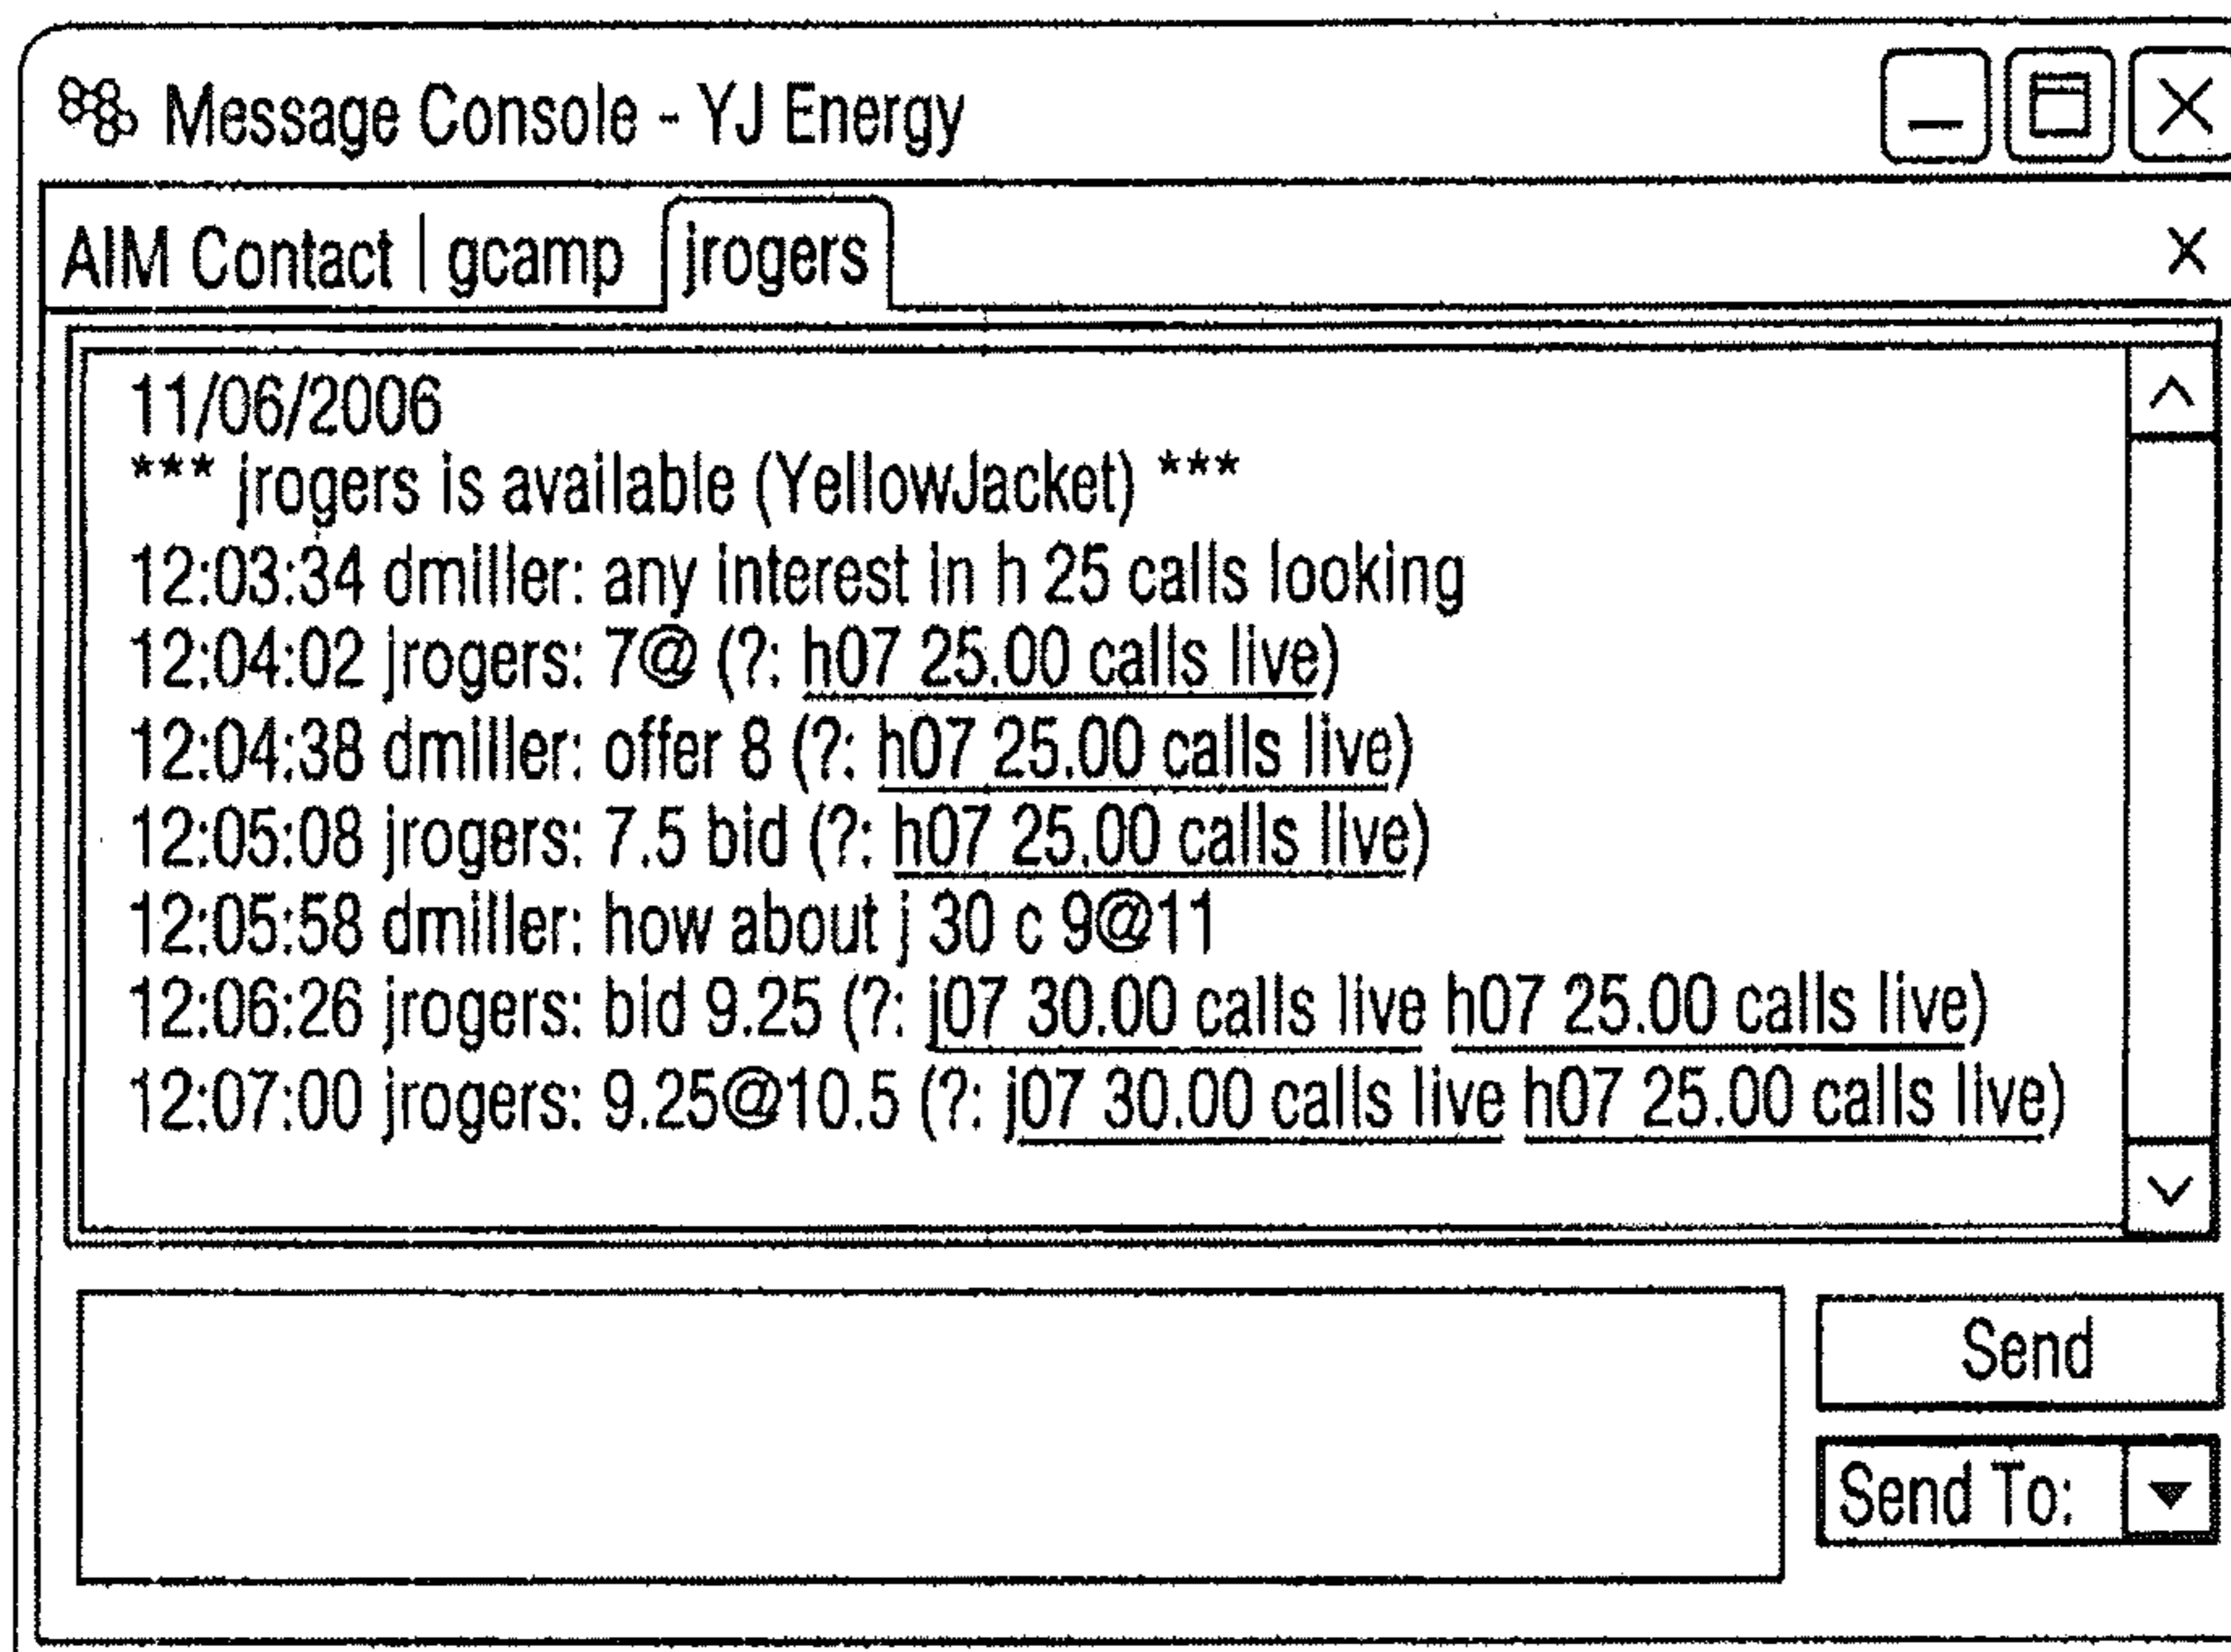 Message Console - YJ Energy
AIM Contact | gcamp jrogers
11/06/2006
*** jrogers is available (YellowJacket) ***
12:03:34 dmiller: any interest in h 25 calls looking
12:04:02 jrogers: 7@ (?: h07 25.00 calls live)
12:04:38 dmiller: offer 8 (?: h07 25.00 calls live)
12:05:08 jrogers: 7.5 bid (?: h07 25.00 calls live)
12:05:58 dmiller: how about j 30 c 9@11
12:06:26 jrogers: bid 9.25 (?: j07 30.00 calls live h07 25.00 calls live)
12:07:00 jrogers: 9.25@10.5 (?: j07 30.00 calls live h07 25.00 calls live)
Send
Send To: